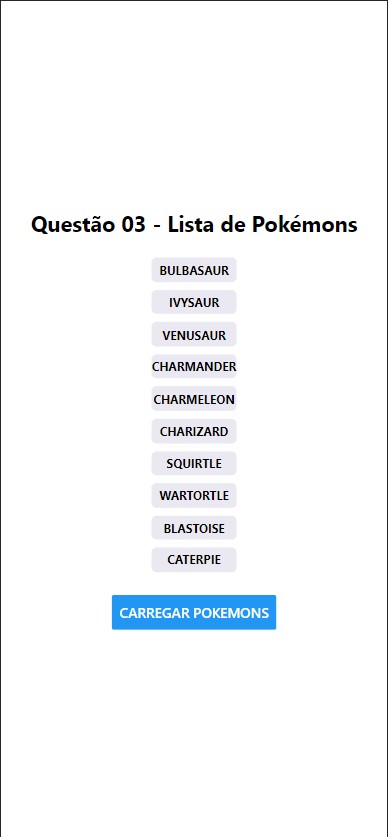 Questão 03 - Lista de Pokémons
BULBASAUR
IVYSAUR
VENUSAUR
CHARMANDER
CHARMELEON
CHARIZARD
SQUIRTLE
WARTORTLE
BLASTOISE
CATERPIE
CARREGAR POKEMONS